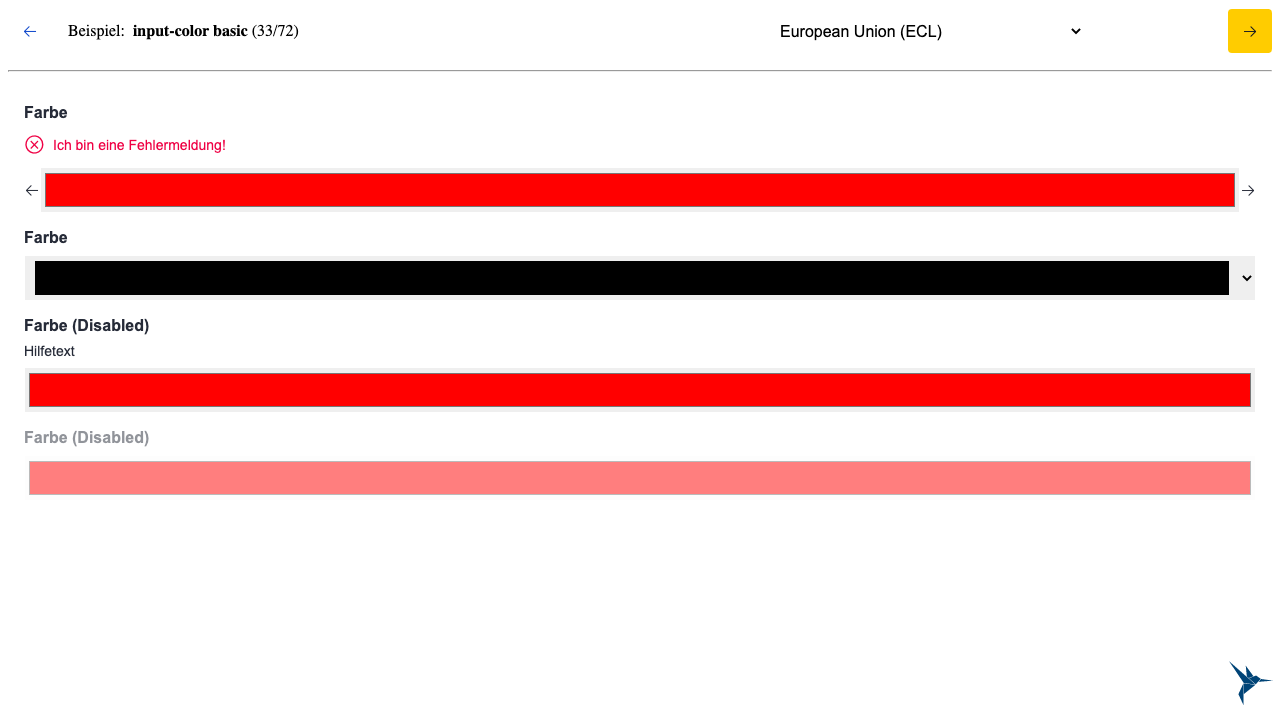 Beispiel: input-color basic (33/72)
European Union (ECL)
Farbe
Ich bin eine Fehlermeldung!
Farbe
Farbe (Disabled)
Hilfetext
Farbe (Disabled)